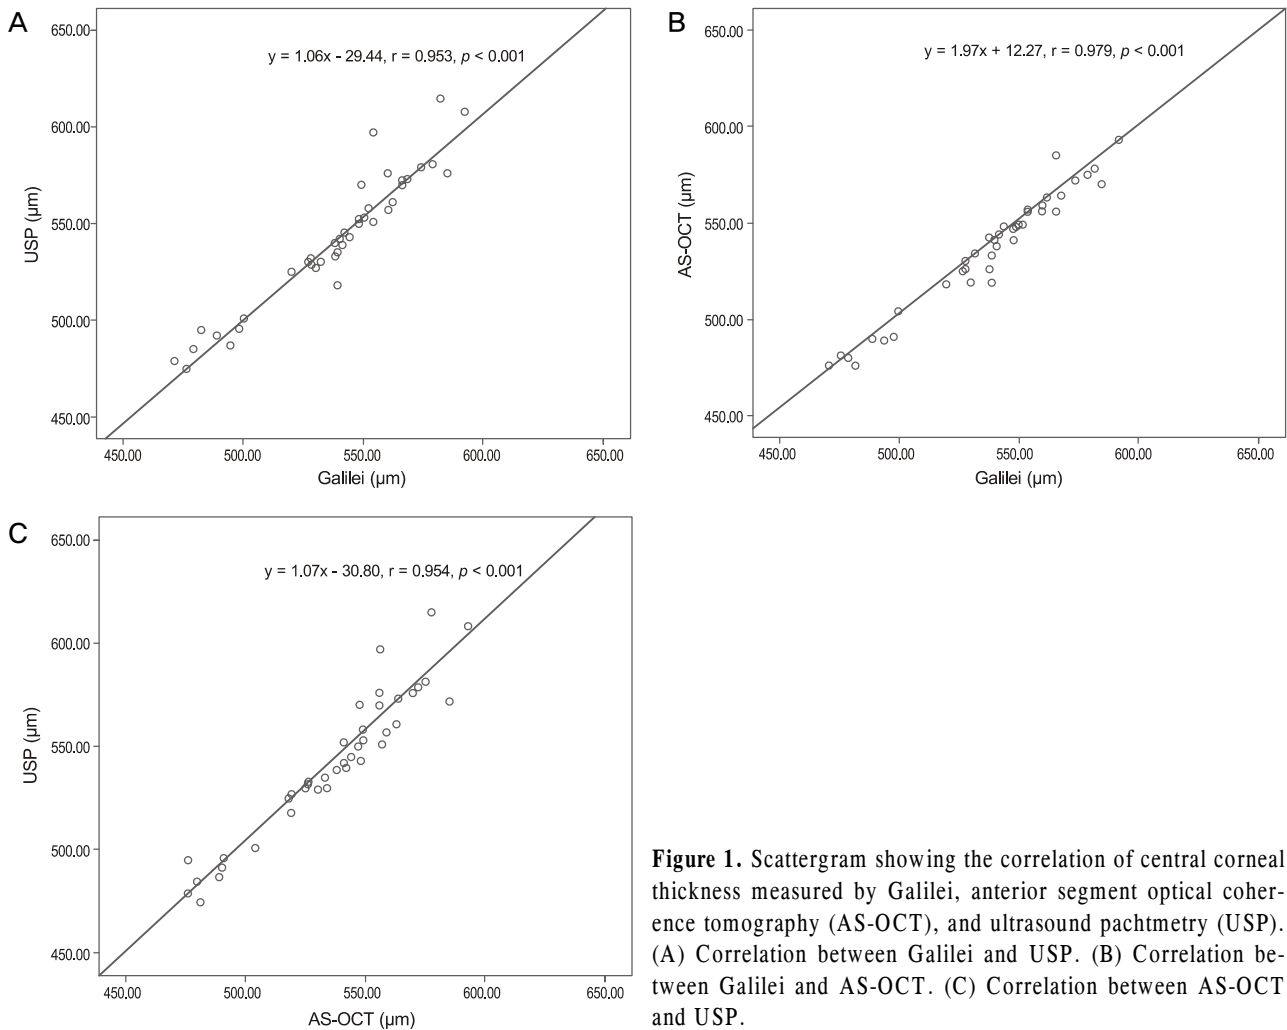 A
650.00
600.00
550.00
500.00
450.00
USP (µm)
y = 1.06x - 29.44, r = 0.953, p < 0.001
450.00 500.00 550.00 600.00 650.00
Galilei (µm)
B
650.00
600.00
550.00
500.00
450.00
AS-OCT (µm)
y = 1.97x + 12.27, r = 0.979, p < 0.001
450.00 500.00 550.00 600.00 650.00
Galilei (µm)
C
650.00
600.00
550.00
500.00
450.00
USP (µm)
y = 1.07x - 30.80, r = 0.954, p < 0.001
450.00 500.00 550.00 600.00 650.00
AS-OCT (µm)
Figure 1. Scattergram showing the correlation of central corneal
thickness measured by Galilei, anterior segment optical coher-
ence tomography (AS-OCT), and ultrasound pachtmetry (USP).
(A) Correlation between Galilei and USP. (B) Correlation be-
tween Galilei and AS-OCT. (C) Correlation between AS-OCT
and USP.